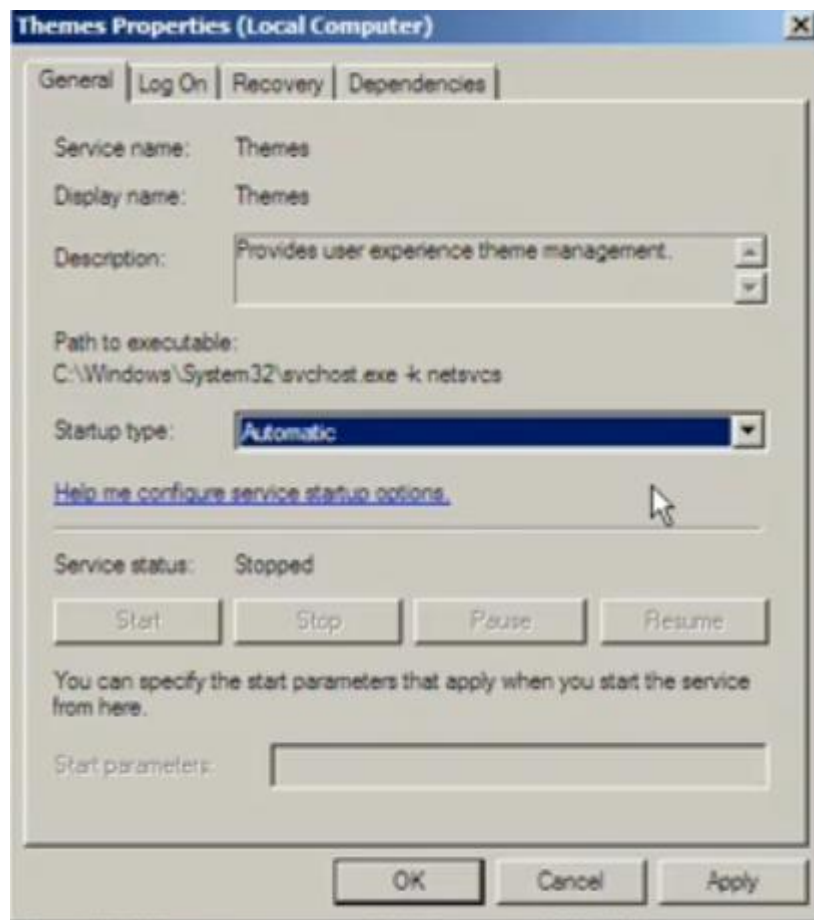 Themes Properties (Local Computer)
General Log On Recovery Dependencies
Service name: Themes
Display name: Themes
Description: Provides user experience theme management.
Path to executable:
C:\Windows\System32\svchost.exe -k netsvcs
Startup type: Automatic
Help me configure service startup options.
Service status: Stopped
Start Stop Pause Resume
You can specify the start parameters that apply when you start the service
from here.
Start parameters:
OK Cancel Apply